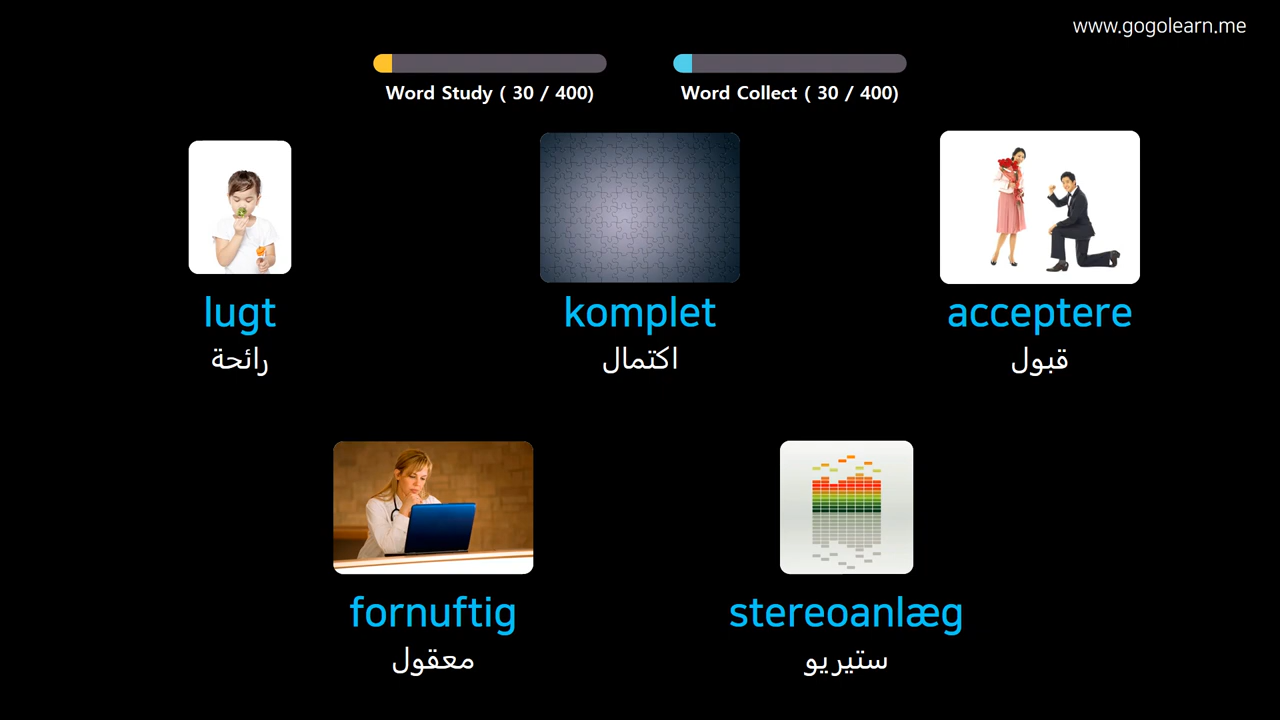 www.gogolearn.me
Word Study ( 30 / 400)
Word Collect ( 30 / 400)
lugt
رائحة
komplet
اكتمال
acceptere
قبول
fornuftig
معقول
stereoanlæg
ستيريو